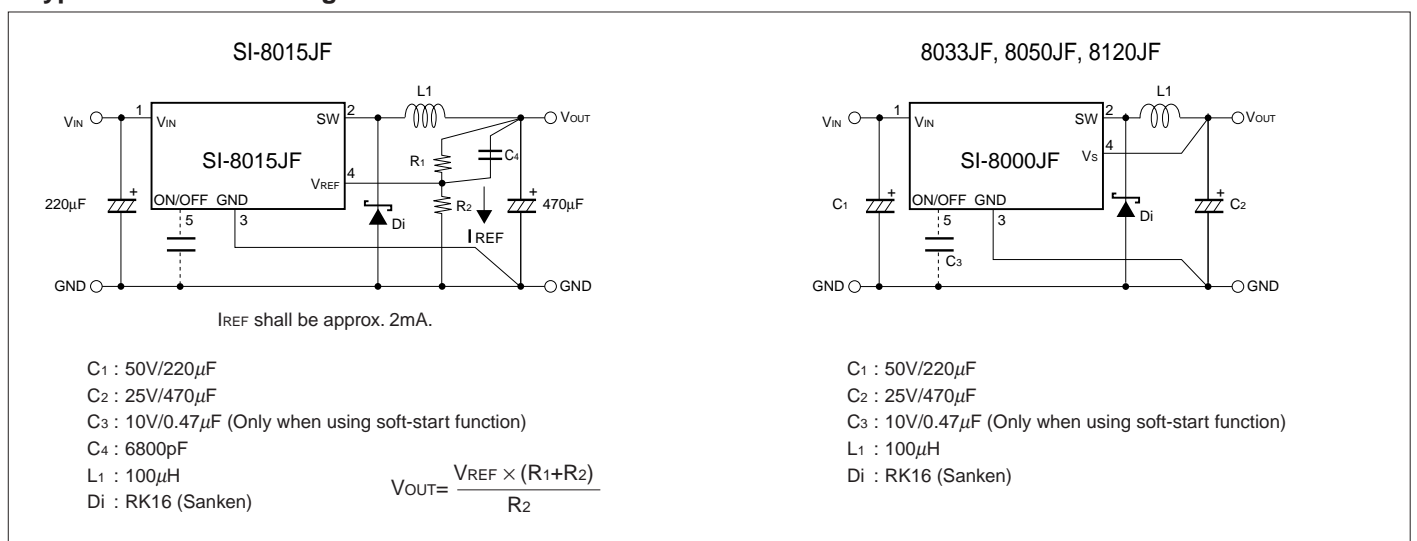 SI-8015JF
L1
VIN
1
VIN
SW
2
VOUT
SI-8015JF
R1
C4
VREF
4
220µF
+
ON/OFF GND
5
3
Di
R2
IREF
+
470µF
GND
GND
IREF shall be approx. 2mA.
C1 : 50V/220µF
C2 : 25V/470µF
C3 : 10V/0.47µF (Only when using soft-start function)
C4 : 6800pF
L1 : 100µH
Di : RK16 (Sanken)
VOUT= VREF × (R1+R2)
R2
8033JF, 8050JF, 8120JF
L1
VIN
1
VIN
SW
2
VOUT
VS
4
SI-8000JF
C1
+
ON/OFF GND
5
3
C3
Di
+
C2
GND
GND
C1 : 50V/220µF
C2 : 25V/470µF
C3 : 10V/0.47µF (Only when using soft-start function)
L1 : 100µH
Di : RK16 (Sanken)